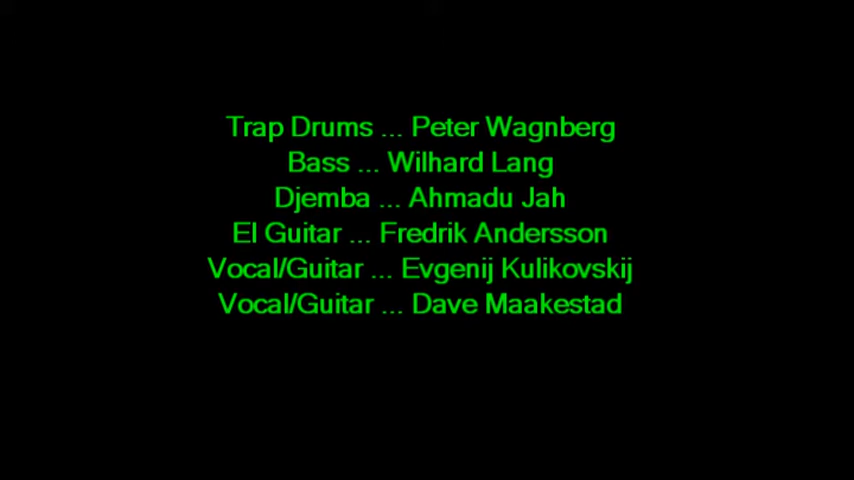 Trap Drums ... Peter Wagnberg
Bass ... Wilhard Lang
Djemba ... Ahmadu Jah
El Guitar ... Fredrik Andersson
Vocal/Guitar ... Evgenij Kulikovskij
Vocal/Guitar ... Dave Maakestad